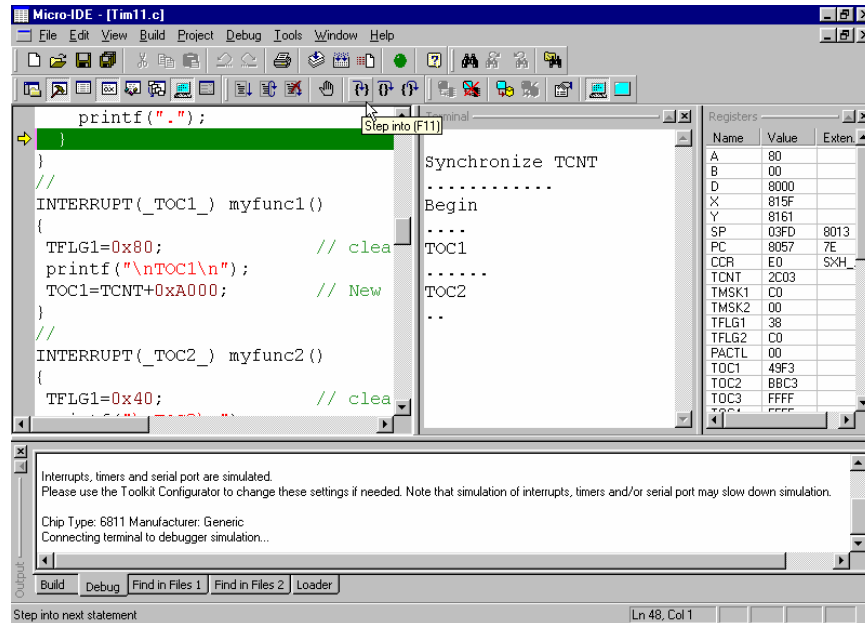 Micro-IDE - [Tim11.c]
File Edit View Build Project Debug Tools Window Help
printf(".");
}
}
//
INTERRUPT(_TOC1_) myfunc1()
{
TFLG1=0x80; // clea
printf("\nTOC1\n");
TOC1=TCNT+0xA000; // New
}
//
INTERRUPT(_TOC2_) myfunc2()
{
TFLG1=0x40; // clea
Step into (F11)
Terminal
Synchronize TCNT
............
Begin
....
TOC1
......
TOC2
..
Registers
Name Value Exten.
A 80
B 00
D 8000
X 815F
Y 8161
SP 03FD 8013
PC 8057 7E
CCR E0 SXH_
TCNT 2C03
TMSK1 C0
TMSK2 00
TFLG1 38
TFLG2 C0
PACTL 00
TOC1 49F3
TOC2 BBC3
TOC3 FFFF
Interrupts, timers and serial port are simulated.
Please use the Toolkit Configurator to change these settings if needed. Note that simulation of interrupts, timers and/or serial port may slow down simulation.
Chip Type: 6811 Manufacturer: Generic
Connecting terminal to debugger simulation...
Output
Build Debug Find in Files 1 Find in Files 2 Loader
Step into next statement Ln 48, Col 1